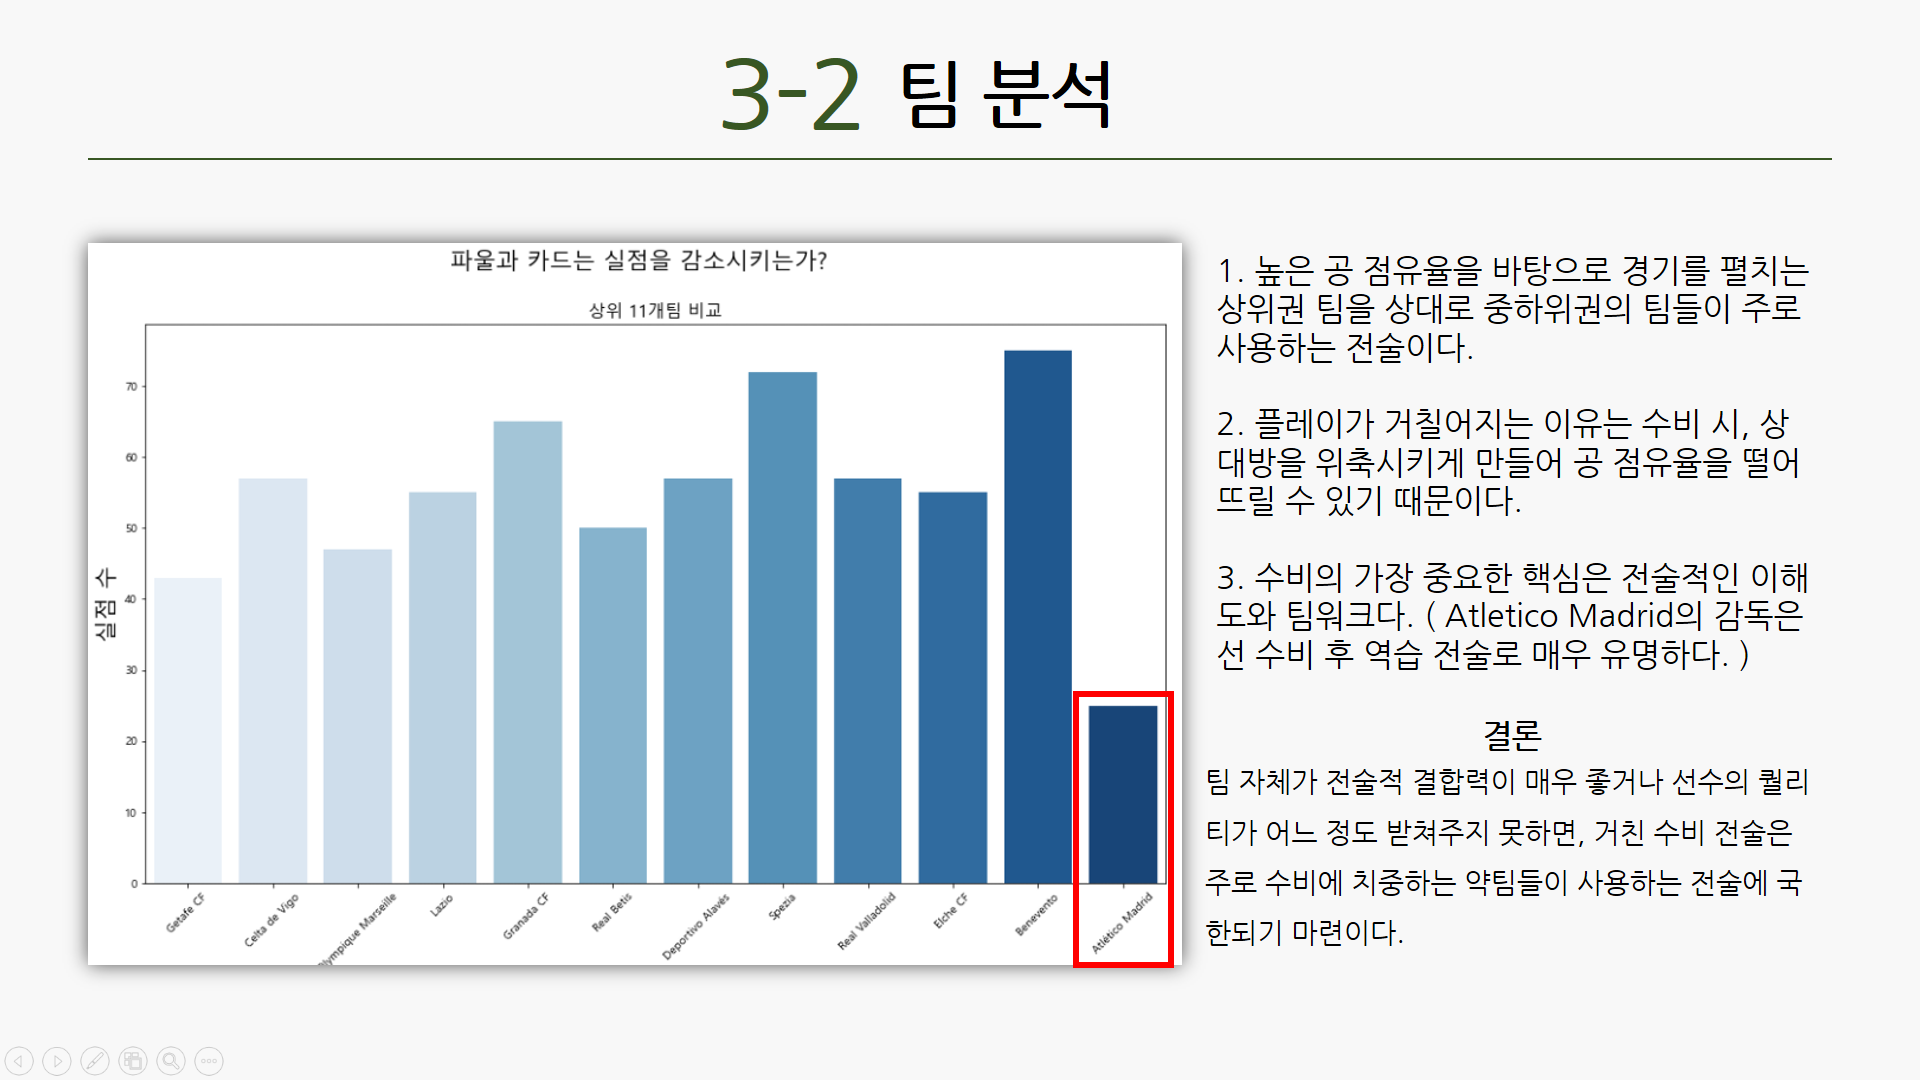 3-2 팀 분석
파울과 카드는 실점을 감소시키는가?
상위 11개팀 비교
실점 수
70
60
50
40
30
20
10
0
Getafe CF
Celta de Vigo
lympique Marseille
Lazio
Granada CF
Real Betis
Deportivo Alavés
Spezia
Real Valladolid
Elche CF
Benevento
Atlético Madrid
1. 높은 공 점유율을 바탕으로 경기를 펼치는
상위권 팀을 상대로 중하위권의 팀들이 주로
사용하는 전술이다.
2. 플레이가 거칠어지는 이유는 수비 시, 상
대방을 위축시키게 만들어 공 점유율을 떨어
뜨릴 수 있기 때문이다.
3. 수비의 가장 중요한 핵심은 전술적인 이해
도와 팀워크다. ( Atletico Madrid의 감독은
선 수비 후 역습 전술로 매우 유명하다. )
결론
팀 자체가 전술적 결합력이 매우 좋거나 선수의 퀄리
티가 어느 정도 받쳐주지 못하면, 거친 수비 전술은
주로 수비에 치중하는 약팀들이 사용하는 전술에 국
한되기 마련이다.